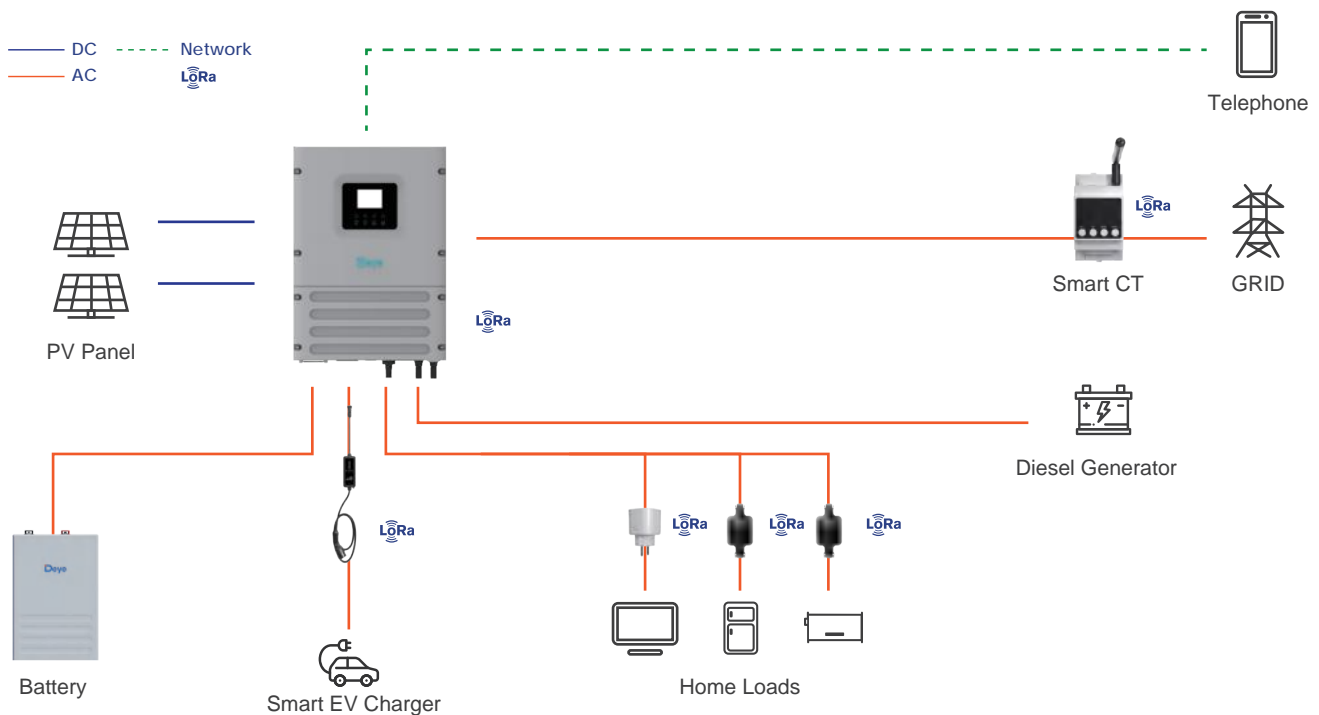 DC
Network
AC
LoRa
Telephone
LoRa
Smart CT
GRID
Deye
LoRa
PV Panel
Diesel Generator
LoRa
LoRa
LoRa
LoRa
Deye
Battery
Smart EV Charger
Home Loads